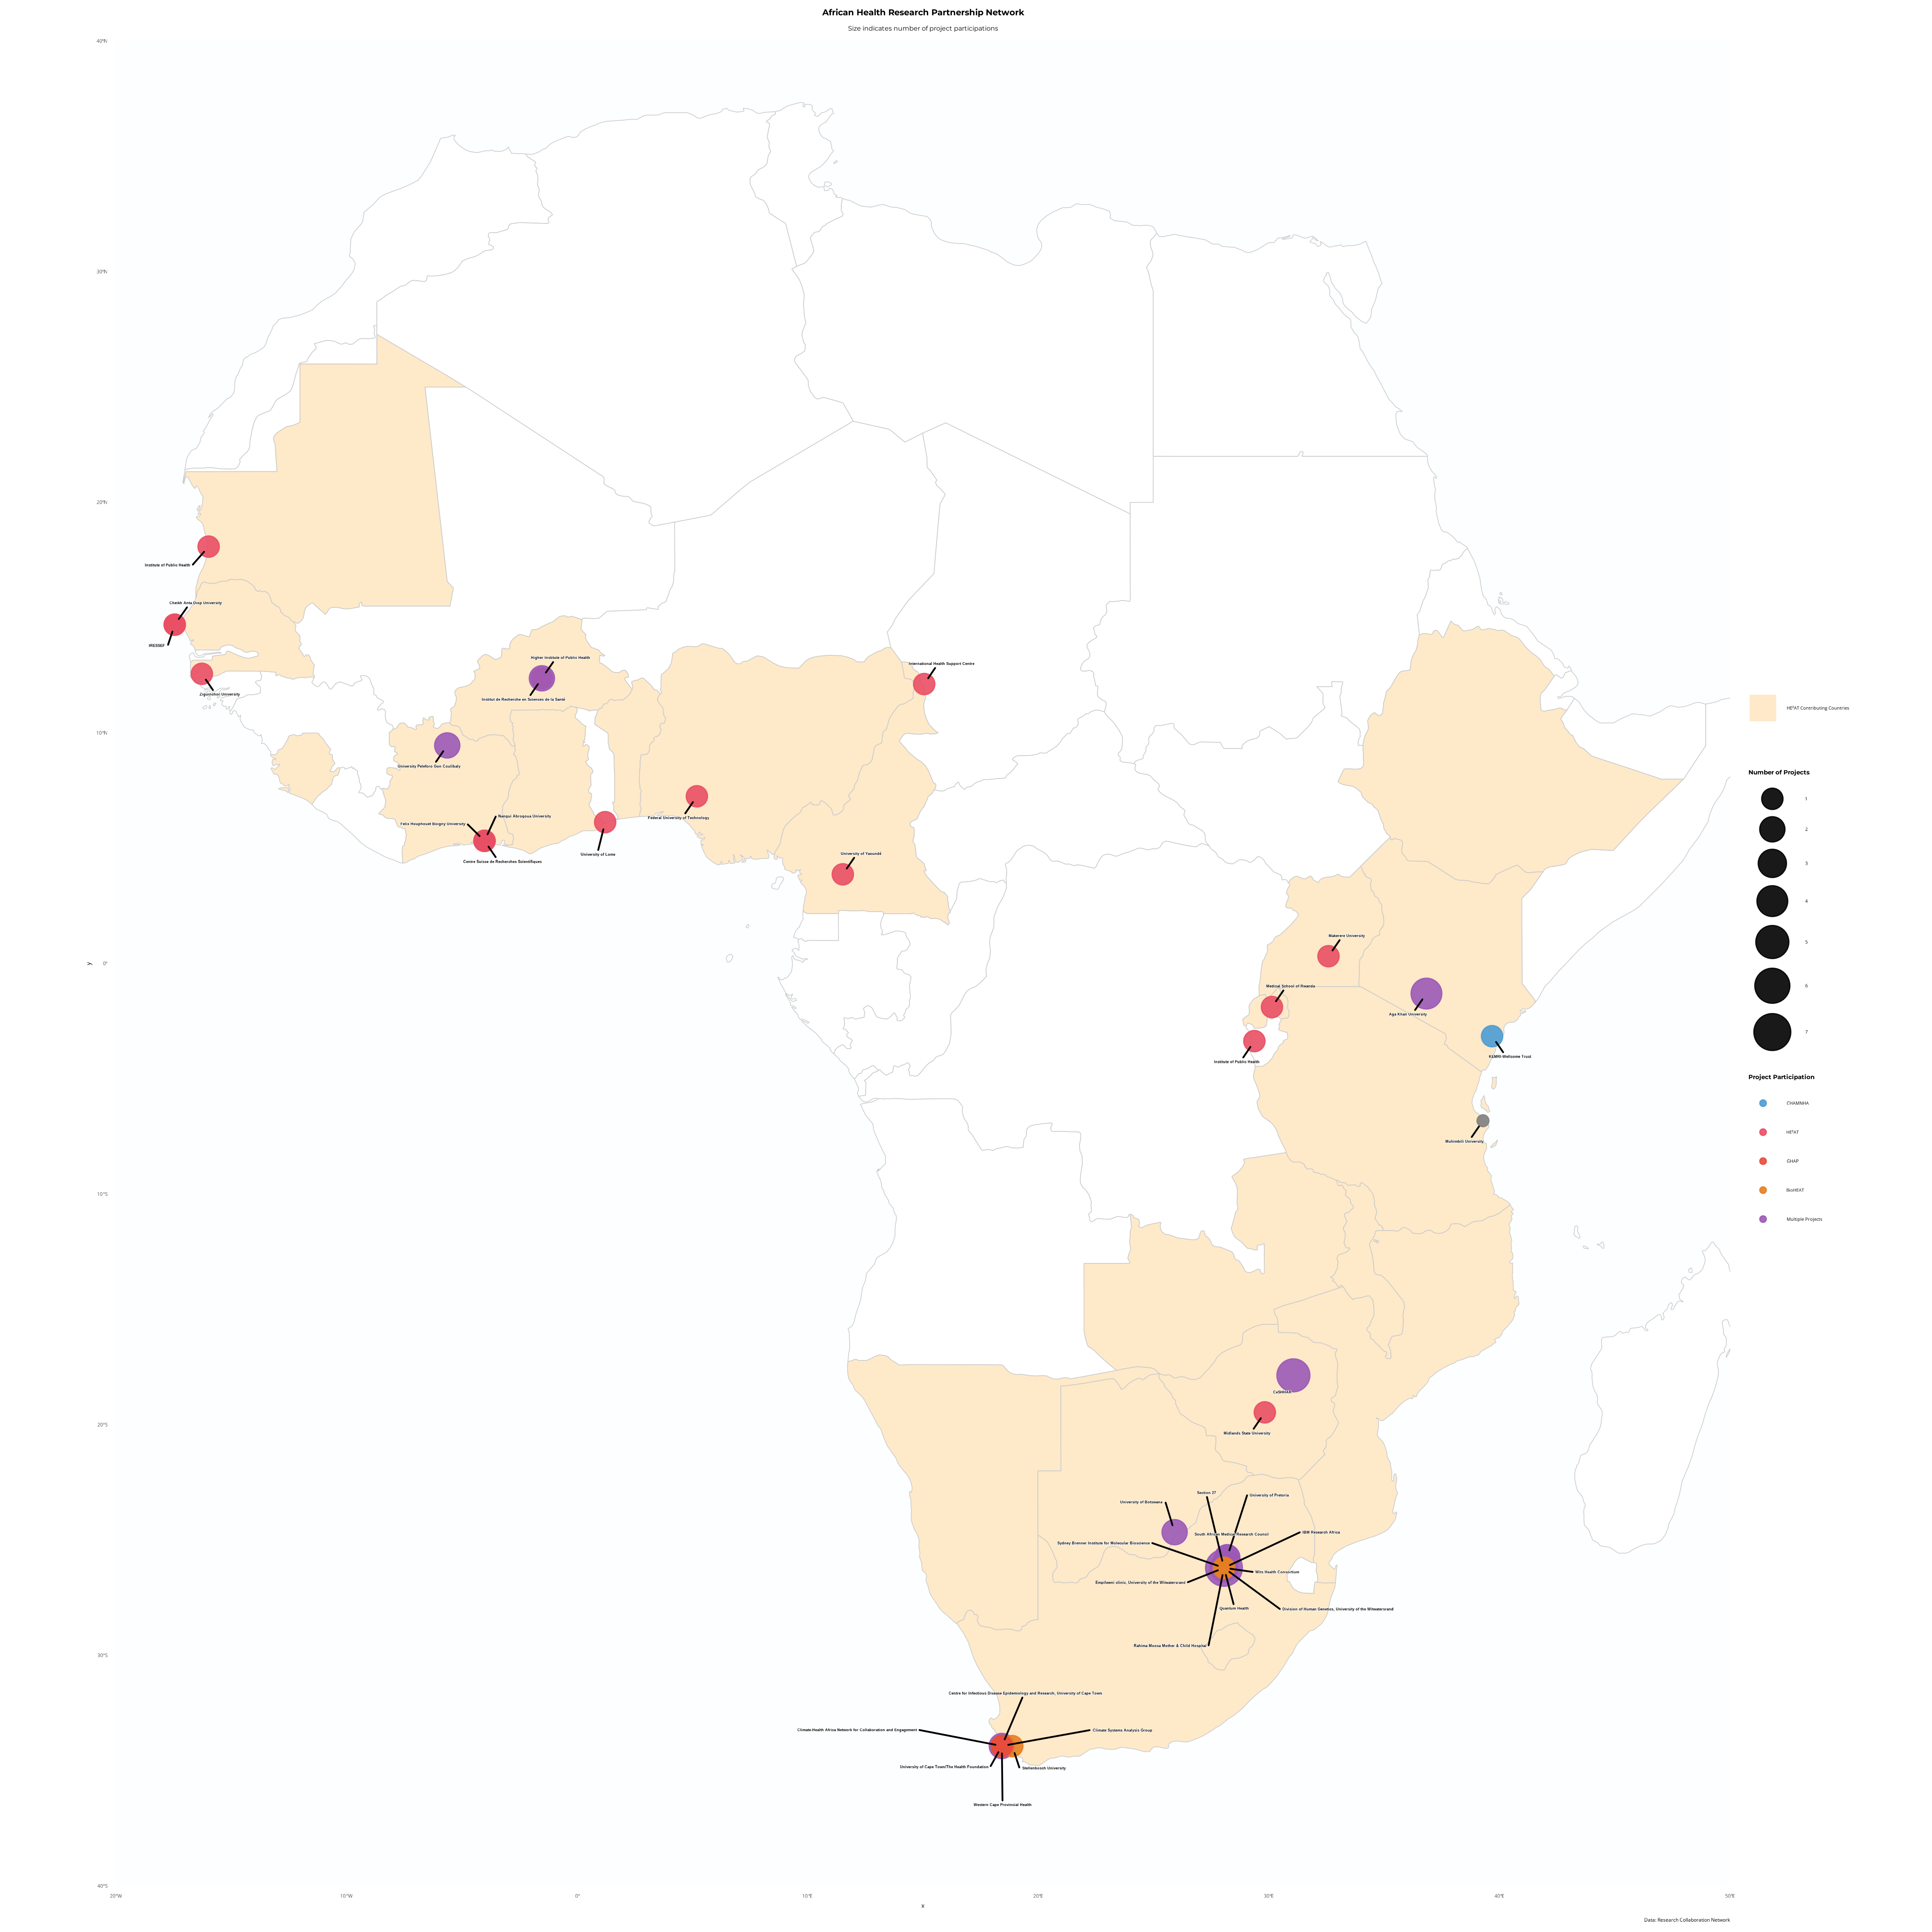 African Health Research Partnership Network
Size indicates number of project participations
40°N
30°N
20°N
10°N
0°
10°S
20°S
30°S
40°S
y
Institute of Public Health
Cheikh Anta Diop University
IRESSEF
Ziguinchor University
Higher Institute of Public Health
Institut de Recherche en Sciences de la Santé
International Health Support Centre
University Peleforo Gon Coulibaly
Nangui Abrogoua University
Felix Houphouet Boigny University
Centre Suisse de Recherches Scientifiques
University of Lome
Federal University of Technology
University of Yaoundé
Makerere University
Medical School of Rwanda
Aga Khan University
KEMRI-Wellcome Trust
Institute of Public Health
Muhimbili University
CeSHHAR
Midlands State University
Section 27
University of Pretoria
University of Botswana
South African Medical Research Council
IBM Research Africa
Sydney Brenner Institute for Molecular Bioscience
Wits Health Consortium
Empilweni clinic, University of the Witwatersrand
Quantium Health
Division of Human Genetics, University of the Witwatersrand
Rahima Moosa Mother & Child Hospital
Centre for Infectious Disease Epidemiology and Research, University of Cape Town
Climate-Health Africa Network for Collaboration and Engagement
Climate Systems Analysis Group
University of Cape Town/The Health Foundation
Stellenbosch University
Western Cape Provincial Health
20°W
10°W
0°
10°E
20°E
30°E
40°E
50°E
x
HE²AT Contributing Countries
Number of Projects
1
2
3
4
5
6
7
Project Participation
CHAMNHA
HE²AT
GHAP
BioHEAT
Multiple Projects
Data: Research Collaboration Network